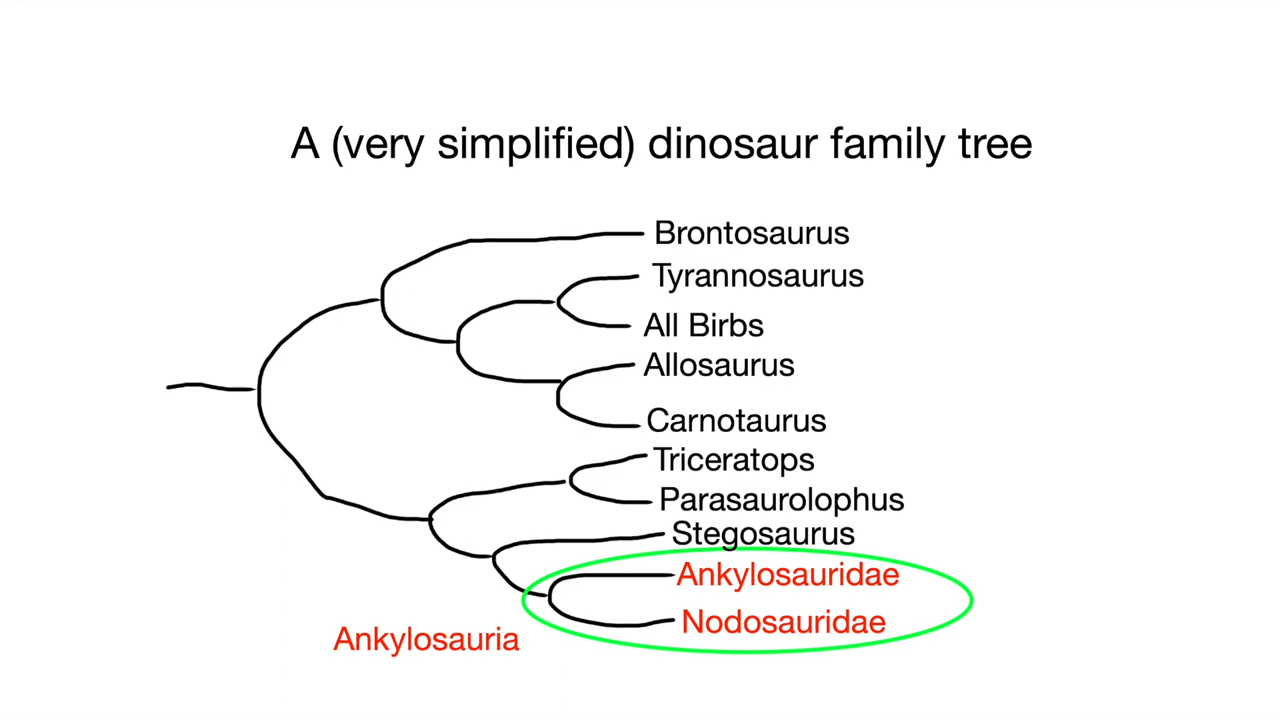 A (very simplified) dinosaur family tree
Brontosaurus
Tyrannosaurus
All Birbs
Allosaurus
Carnotaurus
Triceratops
Parasaurolophus
Stegosaurus
Ankylosauridae
Nodosauridae
Ankylosauria